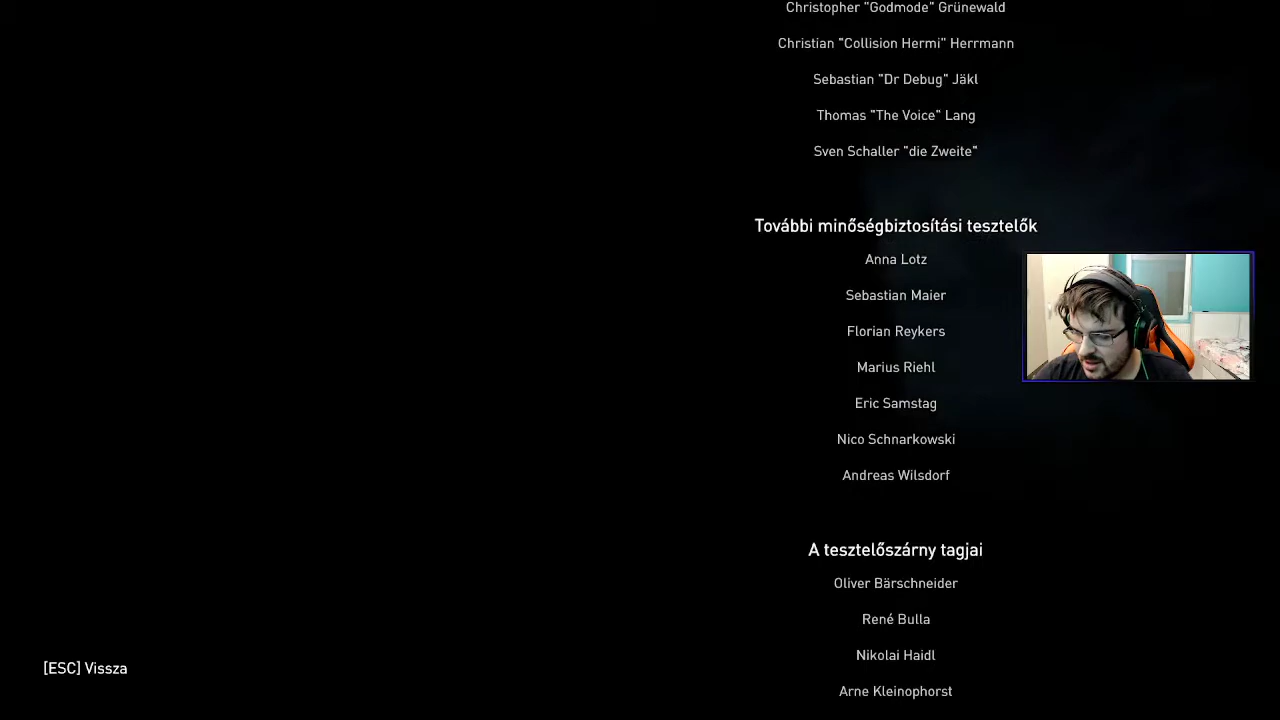 Christopher "Godmode" Grünewald
Christian "Collision Hermi" Herrmann
Sebastian "Dr Debug" Jäkl
Thomas "The Voice" Lang
Sven Schaller "die Zweite"
További minőségbiztosítási tesztelők
Anna Lotz
Sebastian Maier
Florian Reykers
Marius Riehl
Eric Samstag
Nico Schnarkowski
Andreas Wilsdorf
A tesztelőszárny tagjai
Oliver Bärschneider
René Bulla
Nikolai Haidl
Arne Kleinophorst
[ESC] Vissza